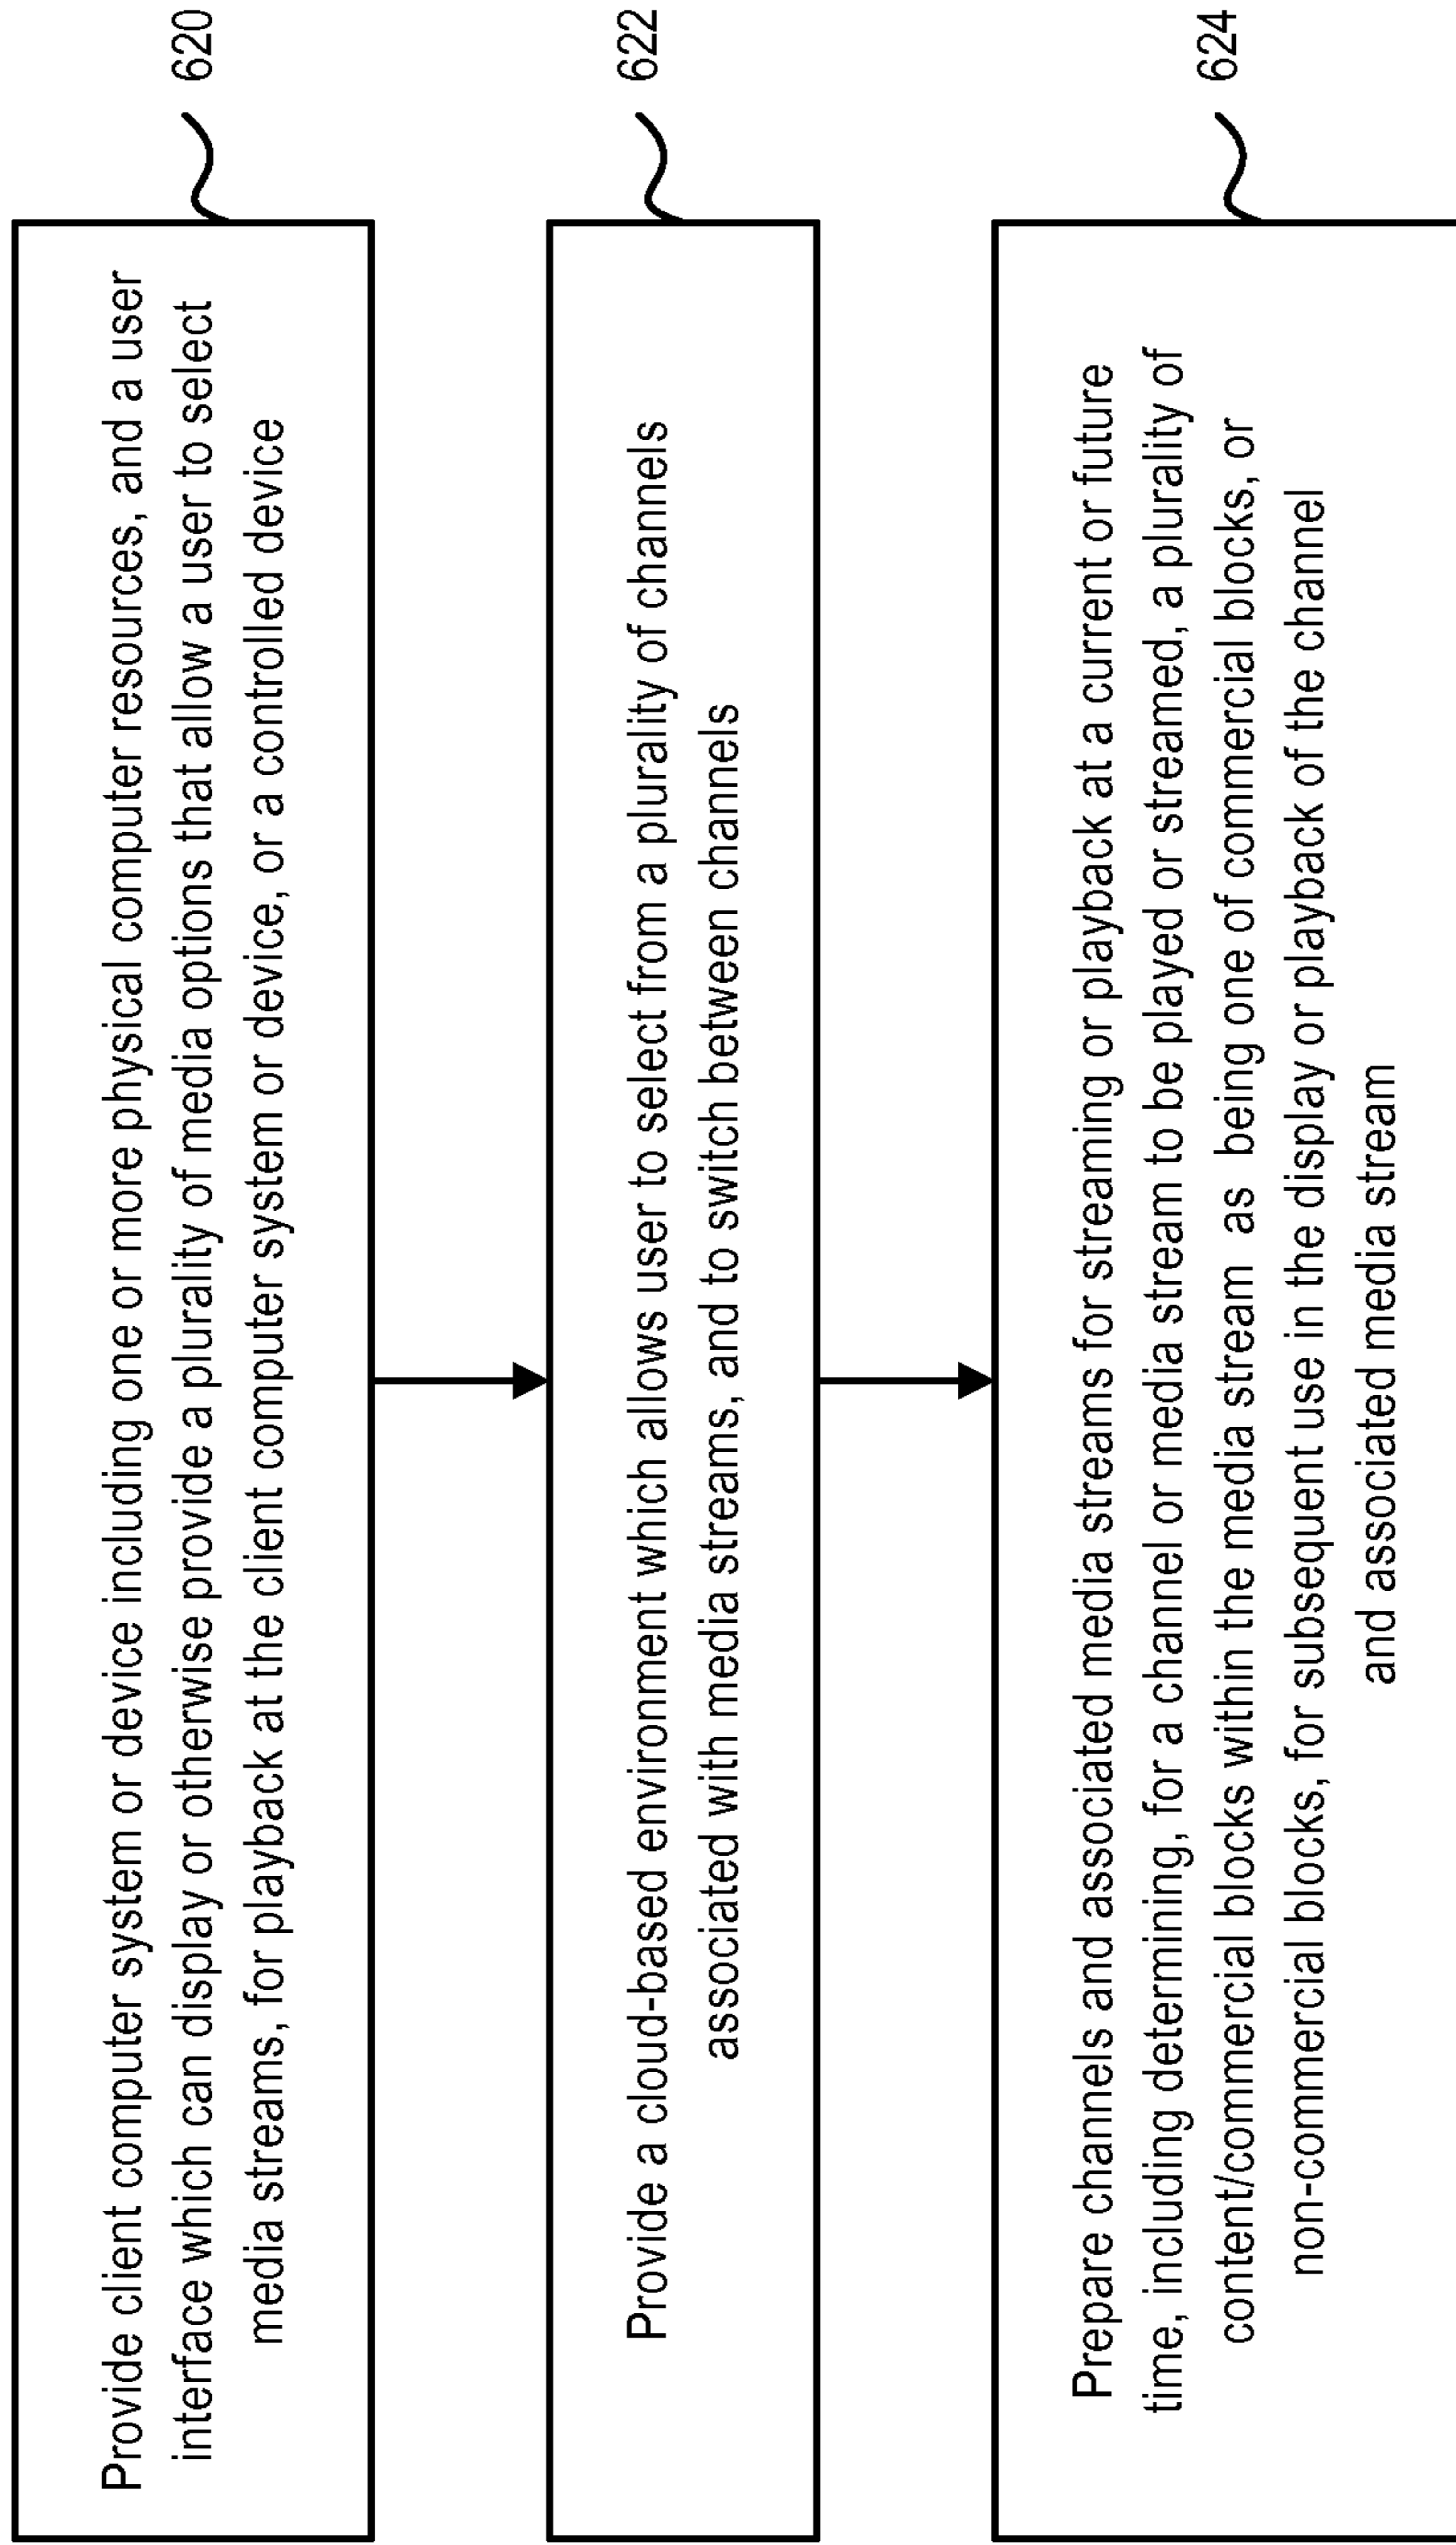 Provide client computer system or device including one or more physical computer resources, and a user
interface which can display or otherwise provide a plurality of media options that allow a user to select
media streams, for playback at the client computer system or device, or a controlled device
620
Provide a cloud-based environment which allows user to select from a plurality of channels
associated with media streams, and to switch between channels
622
Prepare channels and associated media streams for streaming or playback at a current or future
time, including determining, for a channel or media stream to be played or streamed, a plurality of
content/commercial blocks within the media stream as being one of commercial blocks, or
non-commercial blocks, for subsequent use in the display or playback of the channel
and associated media stream
624